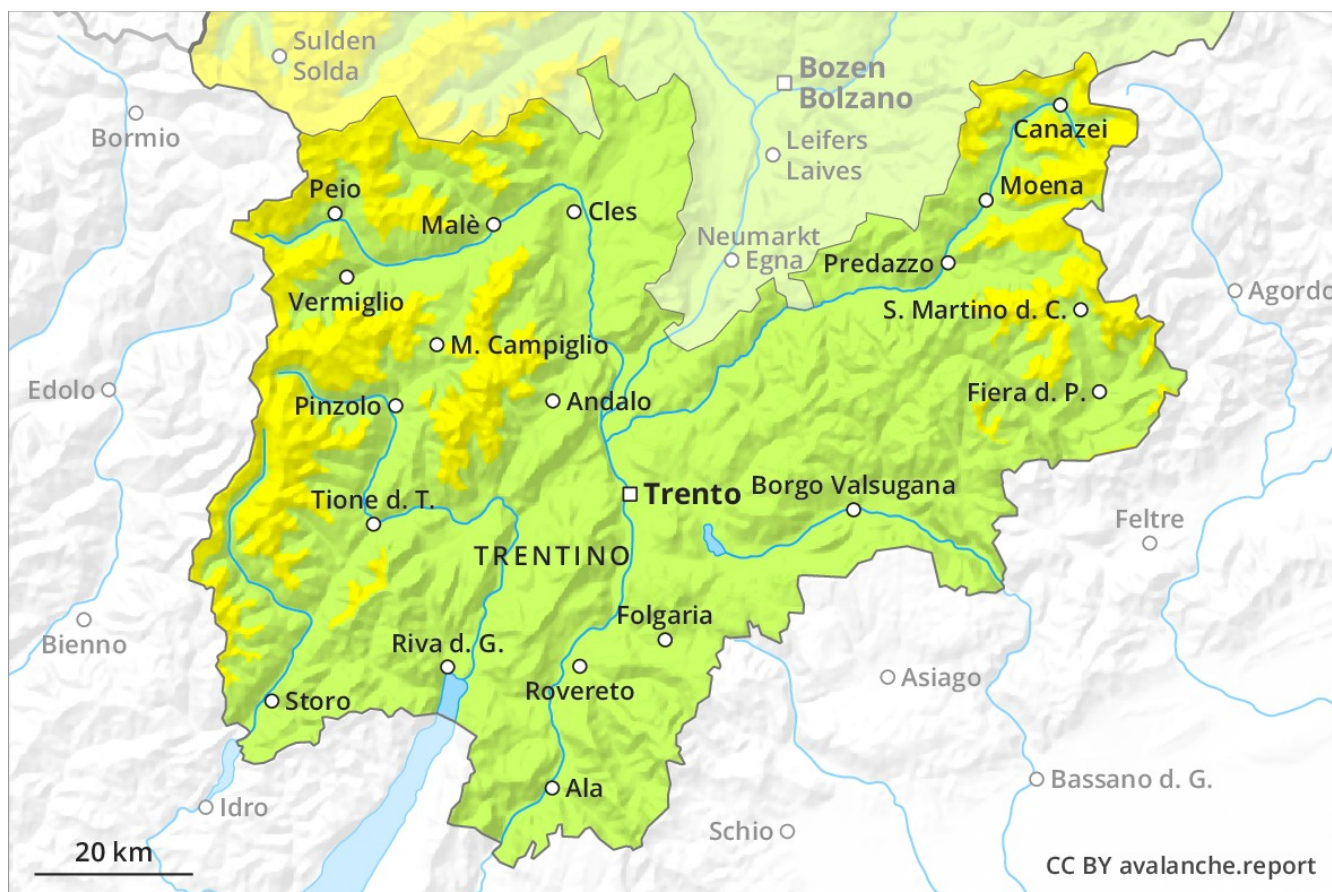 Sulden
Solda
Bozen
Bolzano
Bormio
Canazei
Leifers
Laives
Peio
Moena
Malè
Cles
Neumarkt
Egna
Predazzo
Vermiglio
Agordo
S. Martino d. C.
M. Campiglio
Edolo
Pinzolo
Andalo
Fiera d. P.
Tione d. T.
Trento
Borgo Valsugana
Feltre
TRENTINO
Bienno
Folgaria
Riva d. G.
Rovereto
Asiago
Storo
Bassano d. G.
Ala
Idro
Schio
20 km
CC BY avalanche.report